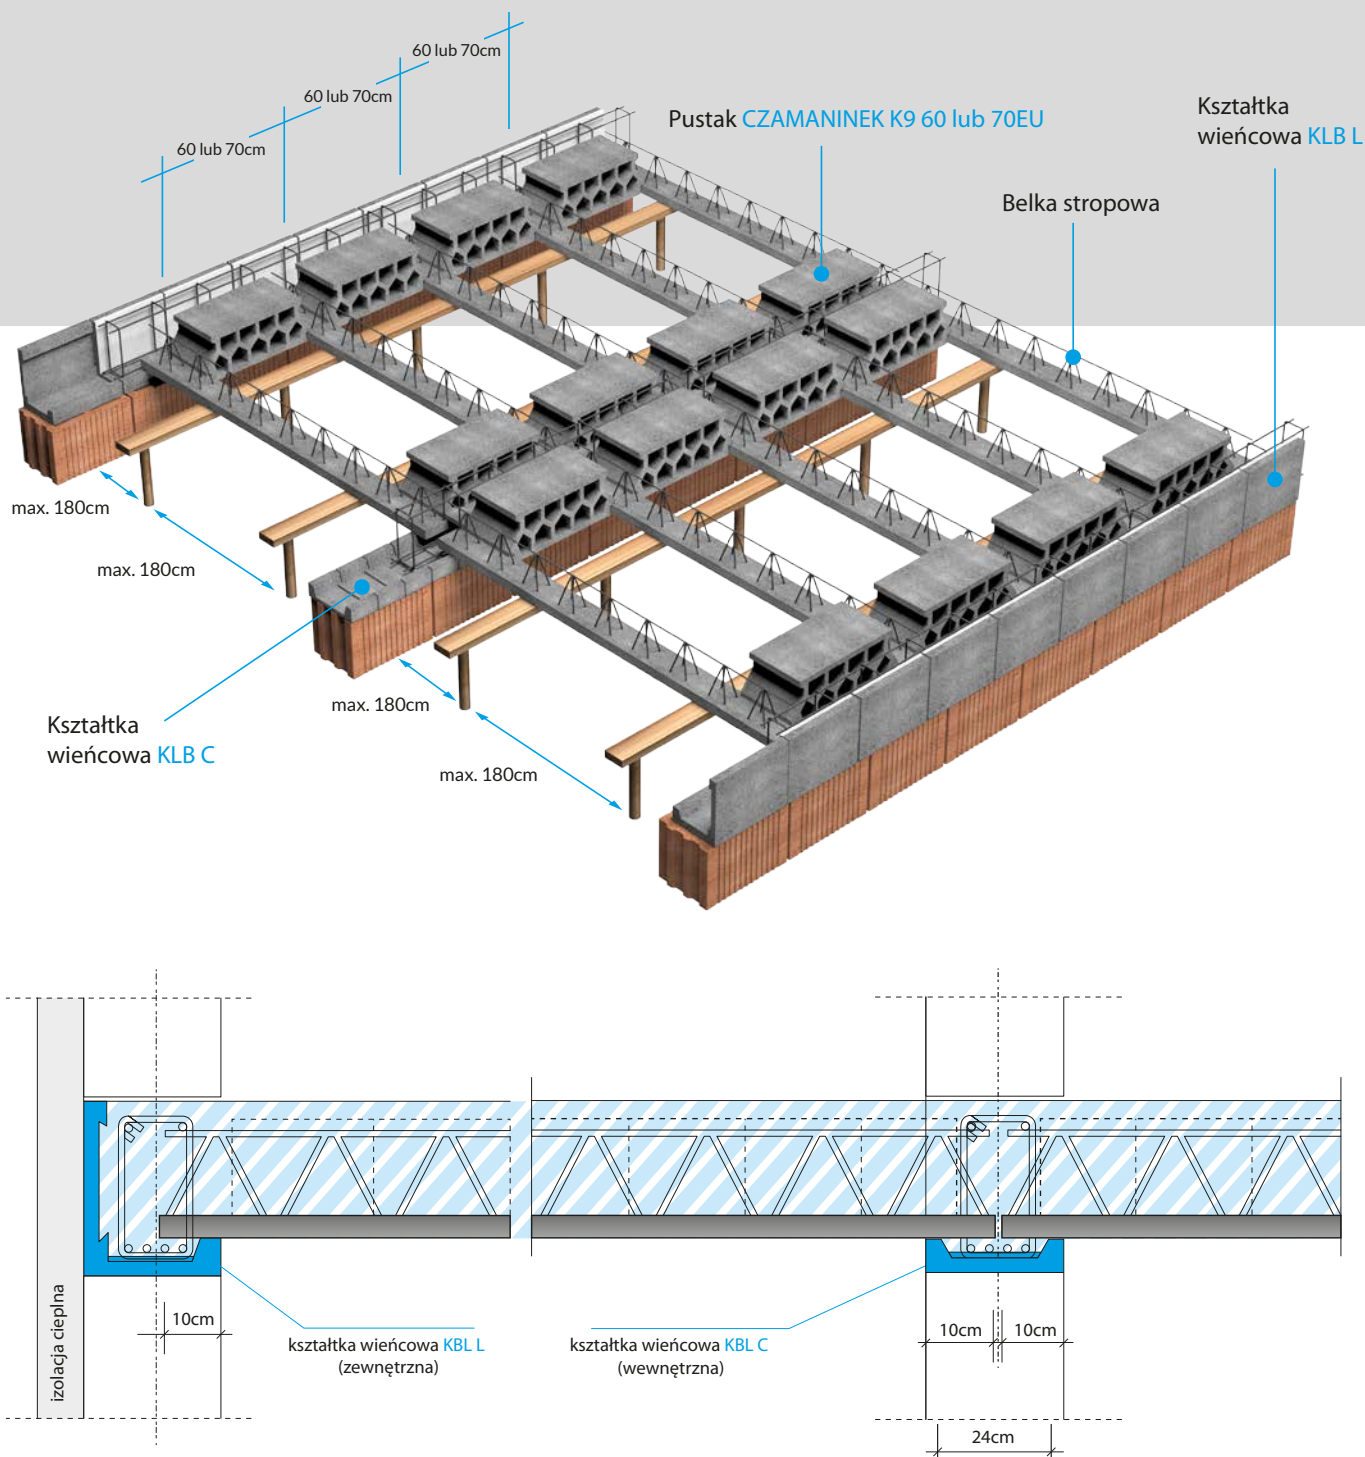 60 lub 70cm
60 lub 70cm
60 lub 70cm
Pustak CZAMANINEK K9 60 lub 70EU
Kształtka
wieńcowa KLB L
Belka stropowa
max. 180cm
max. 180cm
max. 180cm
max. 180cm
Kształtka
wieńcowa KLB C
izolacja cieplna
10cm
kształtka wieńcowa KBL L
(zewnętrzna)
kształtka wieńcowa KBL C
(wewnętrzna)
10cm
10cm
24cm